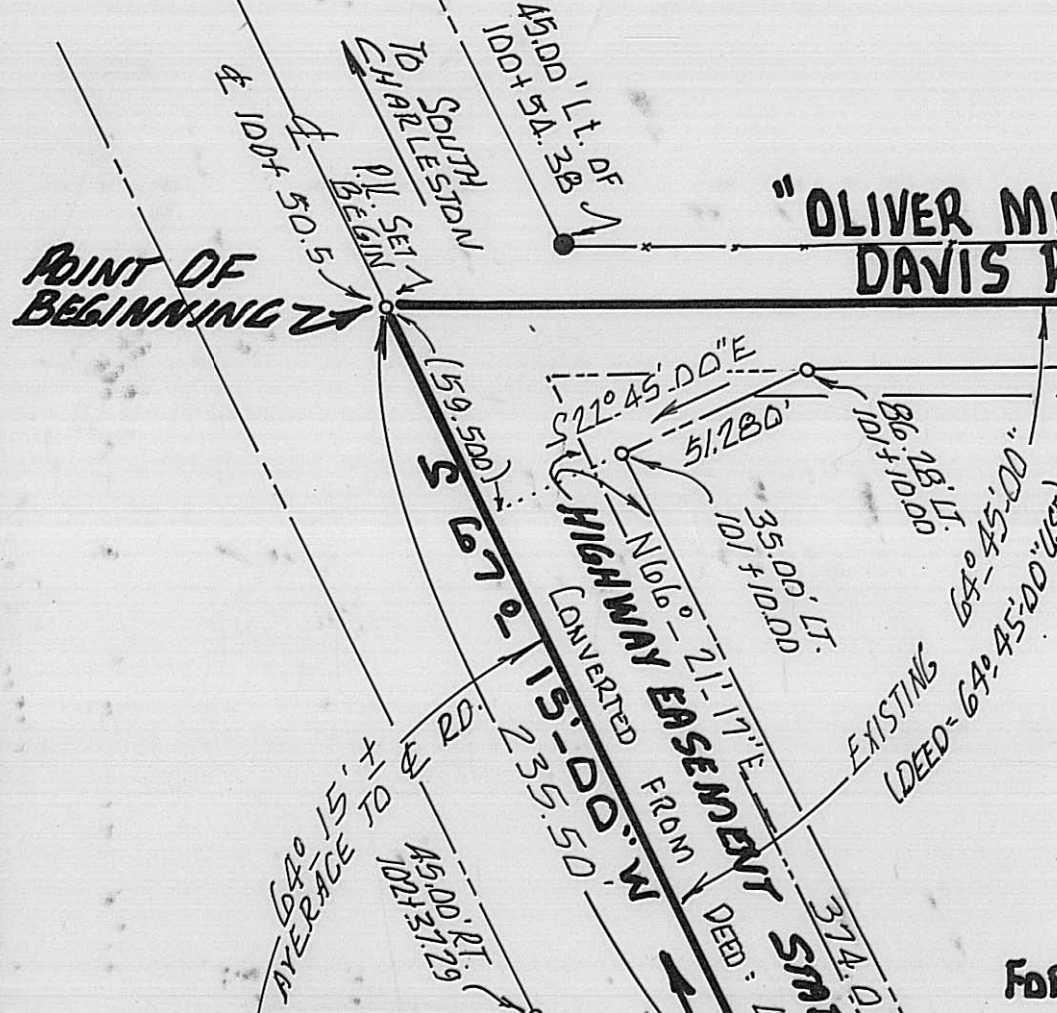 45.00' Lt. OF
100+54.38
TO SOUTH
CHARLESTON
℄
℄ 100+50.5
P.K. SET
BEGIN
POINT OF
BEGINNING
"OLIVER
DAVIS
(59.500)
S 67°-15'-00" W
S 22°45'00"E
51.280'
86.28' LT.
101+10.00
35.00' LT.
101+10.00
N66°-21'-17"E
HIGHWAY EASEMENT
CONVERTED FROM DEED:
EXISTING 64°45'00"
(DEED= 64°45'00"
235.50'
64°-15'± TO ℄ RD.
AVERAGE
45.00' RT.
102+37.29
374.0